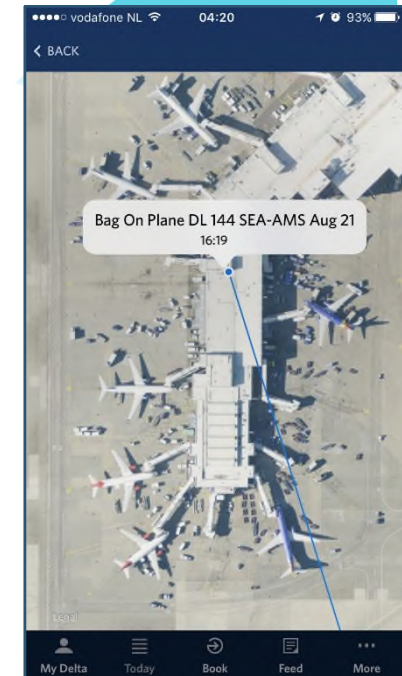 vodafone NL 04:20 93%
BACK
Bag On Plane DL 144 SEA-AMS Aug 21
16:19
Legal
My Delta Today Book Feed More